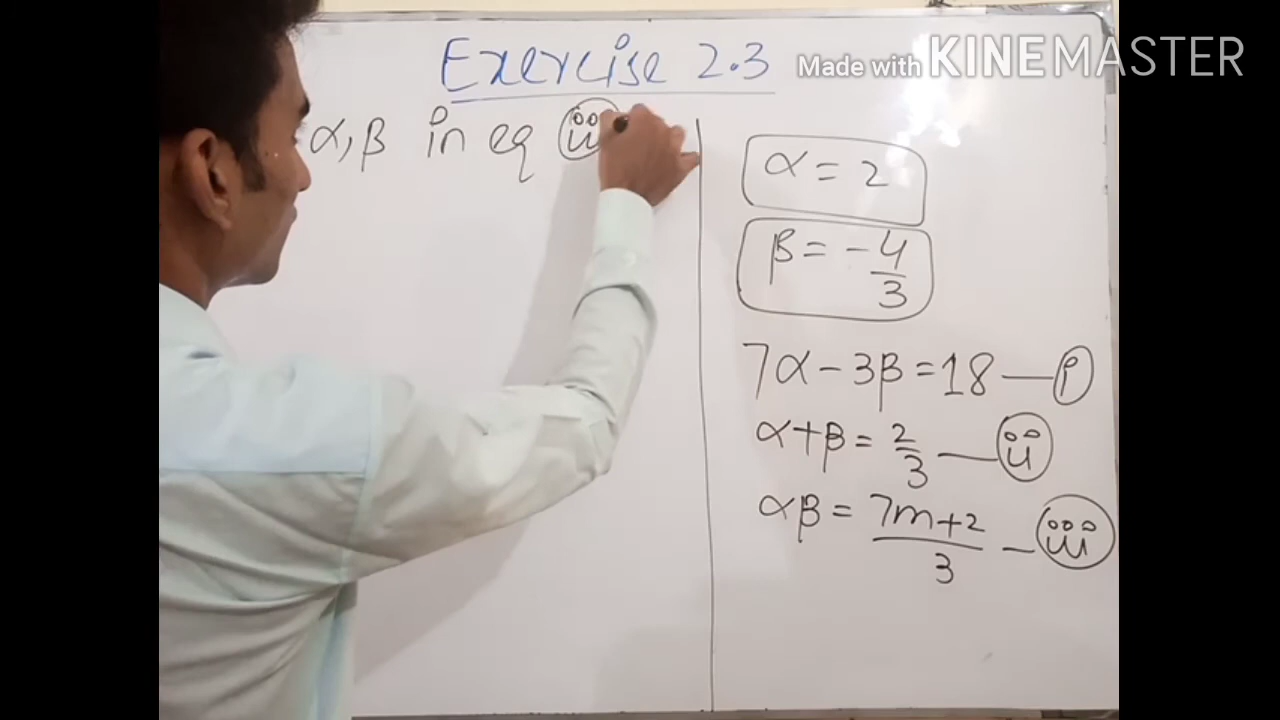 Exercise 2.3
Made with KINEMASTER
α, β in eq
α = 2
β = -4/3
7α - 3β = 18 — (i)
α + β = 2/3 — (ii)
αβ = (7m+2)/3 — (iii)